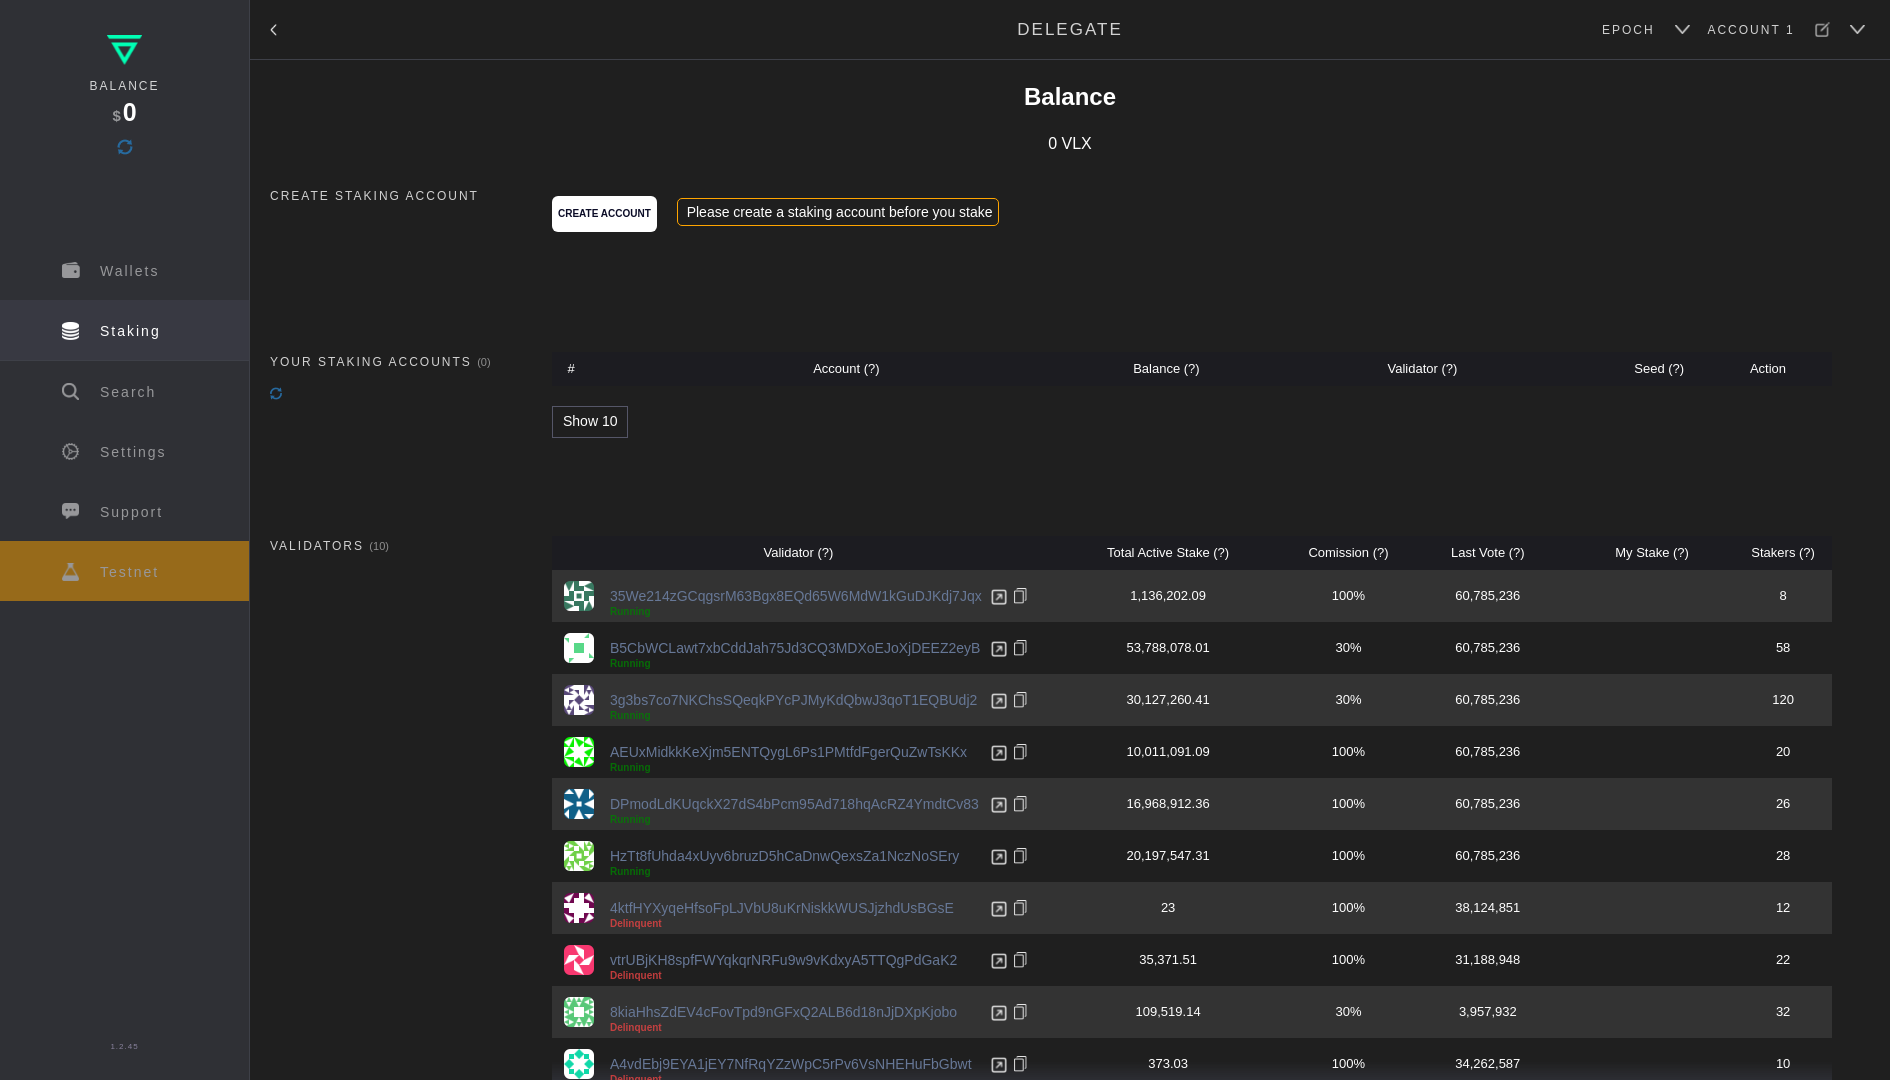 BALANCE
$0
Wallets
Staking
Search
Settings
Support
Testnet
1.2.45
DELEGATE
EPOCH
ACCOUNT 1
Balance
0 VLX
CREATE STAKING ACCOUNT
CREATE ACCOUNT
Please create a staking account before you stake
YOUR STAKING ACCOUNTS (0)
# Account (?) Balance (?) Validator (?) Seed (?) Action
Show 10
VALIDATORS (10)
Validator (?) Total Active Stake (?) Comission (?) Last Vote (?) My Stake (?) Stakers (?)
35We214zGCqgsrM63Bgx8EQd65W6MdW1kGuDJKdj7Jqx 1,136,202.09 100% 60,785,236 8
Running
B5CbWCLawt7xbCddJah75Jd3CQ3MDXoEJoXjDEEZ2eyB 53,788,078.01 30% 60,785,236 58
Running
3g3bs7co7NKChsSQeqkPYcPJMyKdQbwJ3qoT1EQBUdj2 30,127,260.41 30% 60,785,236 120
Running
AEUxMidkkKeXjm5ENTQygL6Ps1PMtfdFgerQuZwTsKKx 10,011,091.09 100% 60,785,236 20
Running
DPmodLdKUqckX27dS4bPcm95Ad718hqAcRZ4YmdtCv83 16,968,912.36 100% 60,785,236 26
Running
HzTt8fUhda4xUyv6bruzD5hCaDnwQexsZa1NczNoSEry 20,197,547.31 100% 60,785,236 28
Running
4ktfHYXyqeHfsoFpLJVbU8uKrNiskkWUSJjzhdUsBGsE 23 100% 38,124,851 12
Delinquent
vtrUBjKH8spfFWYqkqrNRFu9w9vKdxyA5TTQgPdGaK2 35,371.51 100% 31,188,948 22
Delinquent
8kiaHhsZdEV4cFovTpd9nGFxQ2ALB6d18nJjDXpKjobo 109,519.14 30% 3,957,932 32
Delinquent
A4vdEbj9EYA1jEY7NfRqYZzWpC5rPv6VsNHEHuFbGbwt 373.03 100% 34,262,587 10
Delinquent